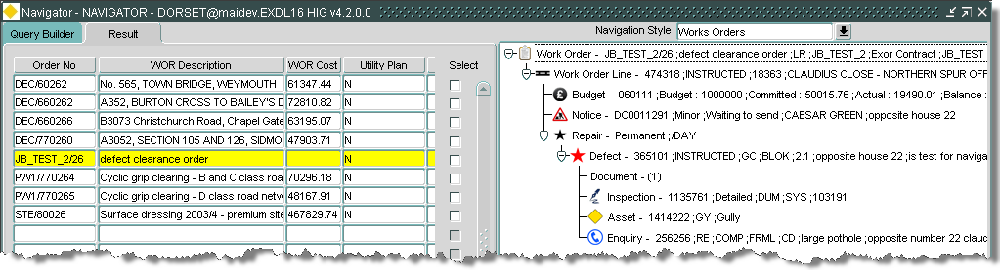 Navigator - NAVIGATOR - DORSET@maidev.EXDL16 HIG v4.2.0.0
Query Builder Result
Navigation Style Works Orders
Order No WOR Description WOR Cost Utility Plan Select
DEC/60262 No. 565, TOWN BRIDGE, WEYMOUTH 61347.44 N
DEC/660262 A352, BURTON CROSS TO BAILEY'S D 72810.82 N
DEC/660266 B3073 Christchurch Road, Chapel Gate 63195.07 N
DEC/770260 A3052, SECTION 105 AND 126, SIDMO 47903.71 N
JB_TEST_2/26 defect clearance order N
PWV1/770264 Cyclic grip clearing - B and C class roa 70296.18 N
PWV1/770265 Cyclic grip clearing - D class road netw 48167.91 N
STE/80026 Surface dressing 2003/4 - premium site 467829.74 N
Work Order - JB_TEST_2/26 ;defect clearance order ;LR ;JB_TEST_2 ;Exor Contract ;JB_TEST
Work Order Line - 474318 ;INSTRUCTED ;18363 ;CLAUDIUS CLOSE - NORTHERN SPUR OFF
Budget - 060111 ;Budget : 1000000 ;Committed : 50015.76 ;Actual : 19490.01 ;Balance :
Notice - DC0011291 ;Minor ;Waiting to send ;CAESAR GREEN ;opposite house 22
Repair - Permanent ;/DAY
Defect - 365101 ;INSTRUCTED ;GC ;BLOK ;2.1 ;opposite house 22 ;is test for naviga
Document - (1)
Inspection - 1135761 ;Detailed ;DUM ;SYS ;103191
Asset - 1414222 ;GY ;Gully
Enquiry - 256256 ;RE ;COMP ;FRML ;CD ;large pothole ;opposite number 22 claud